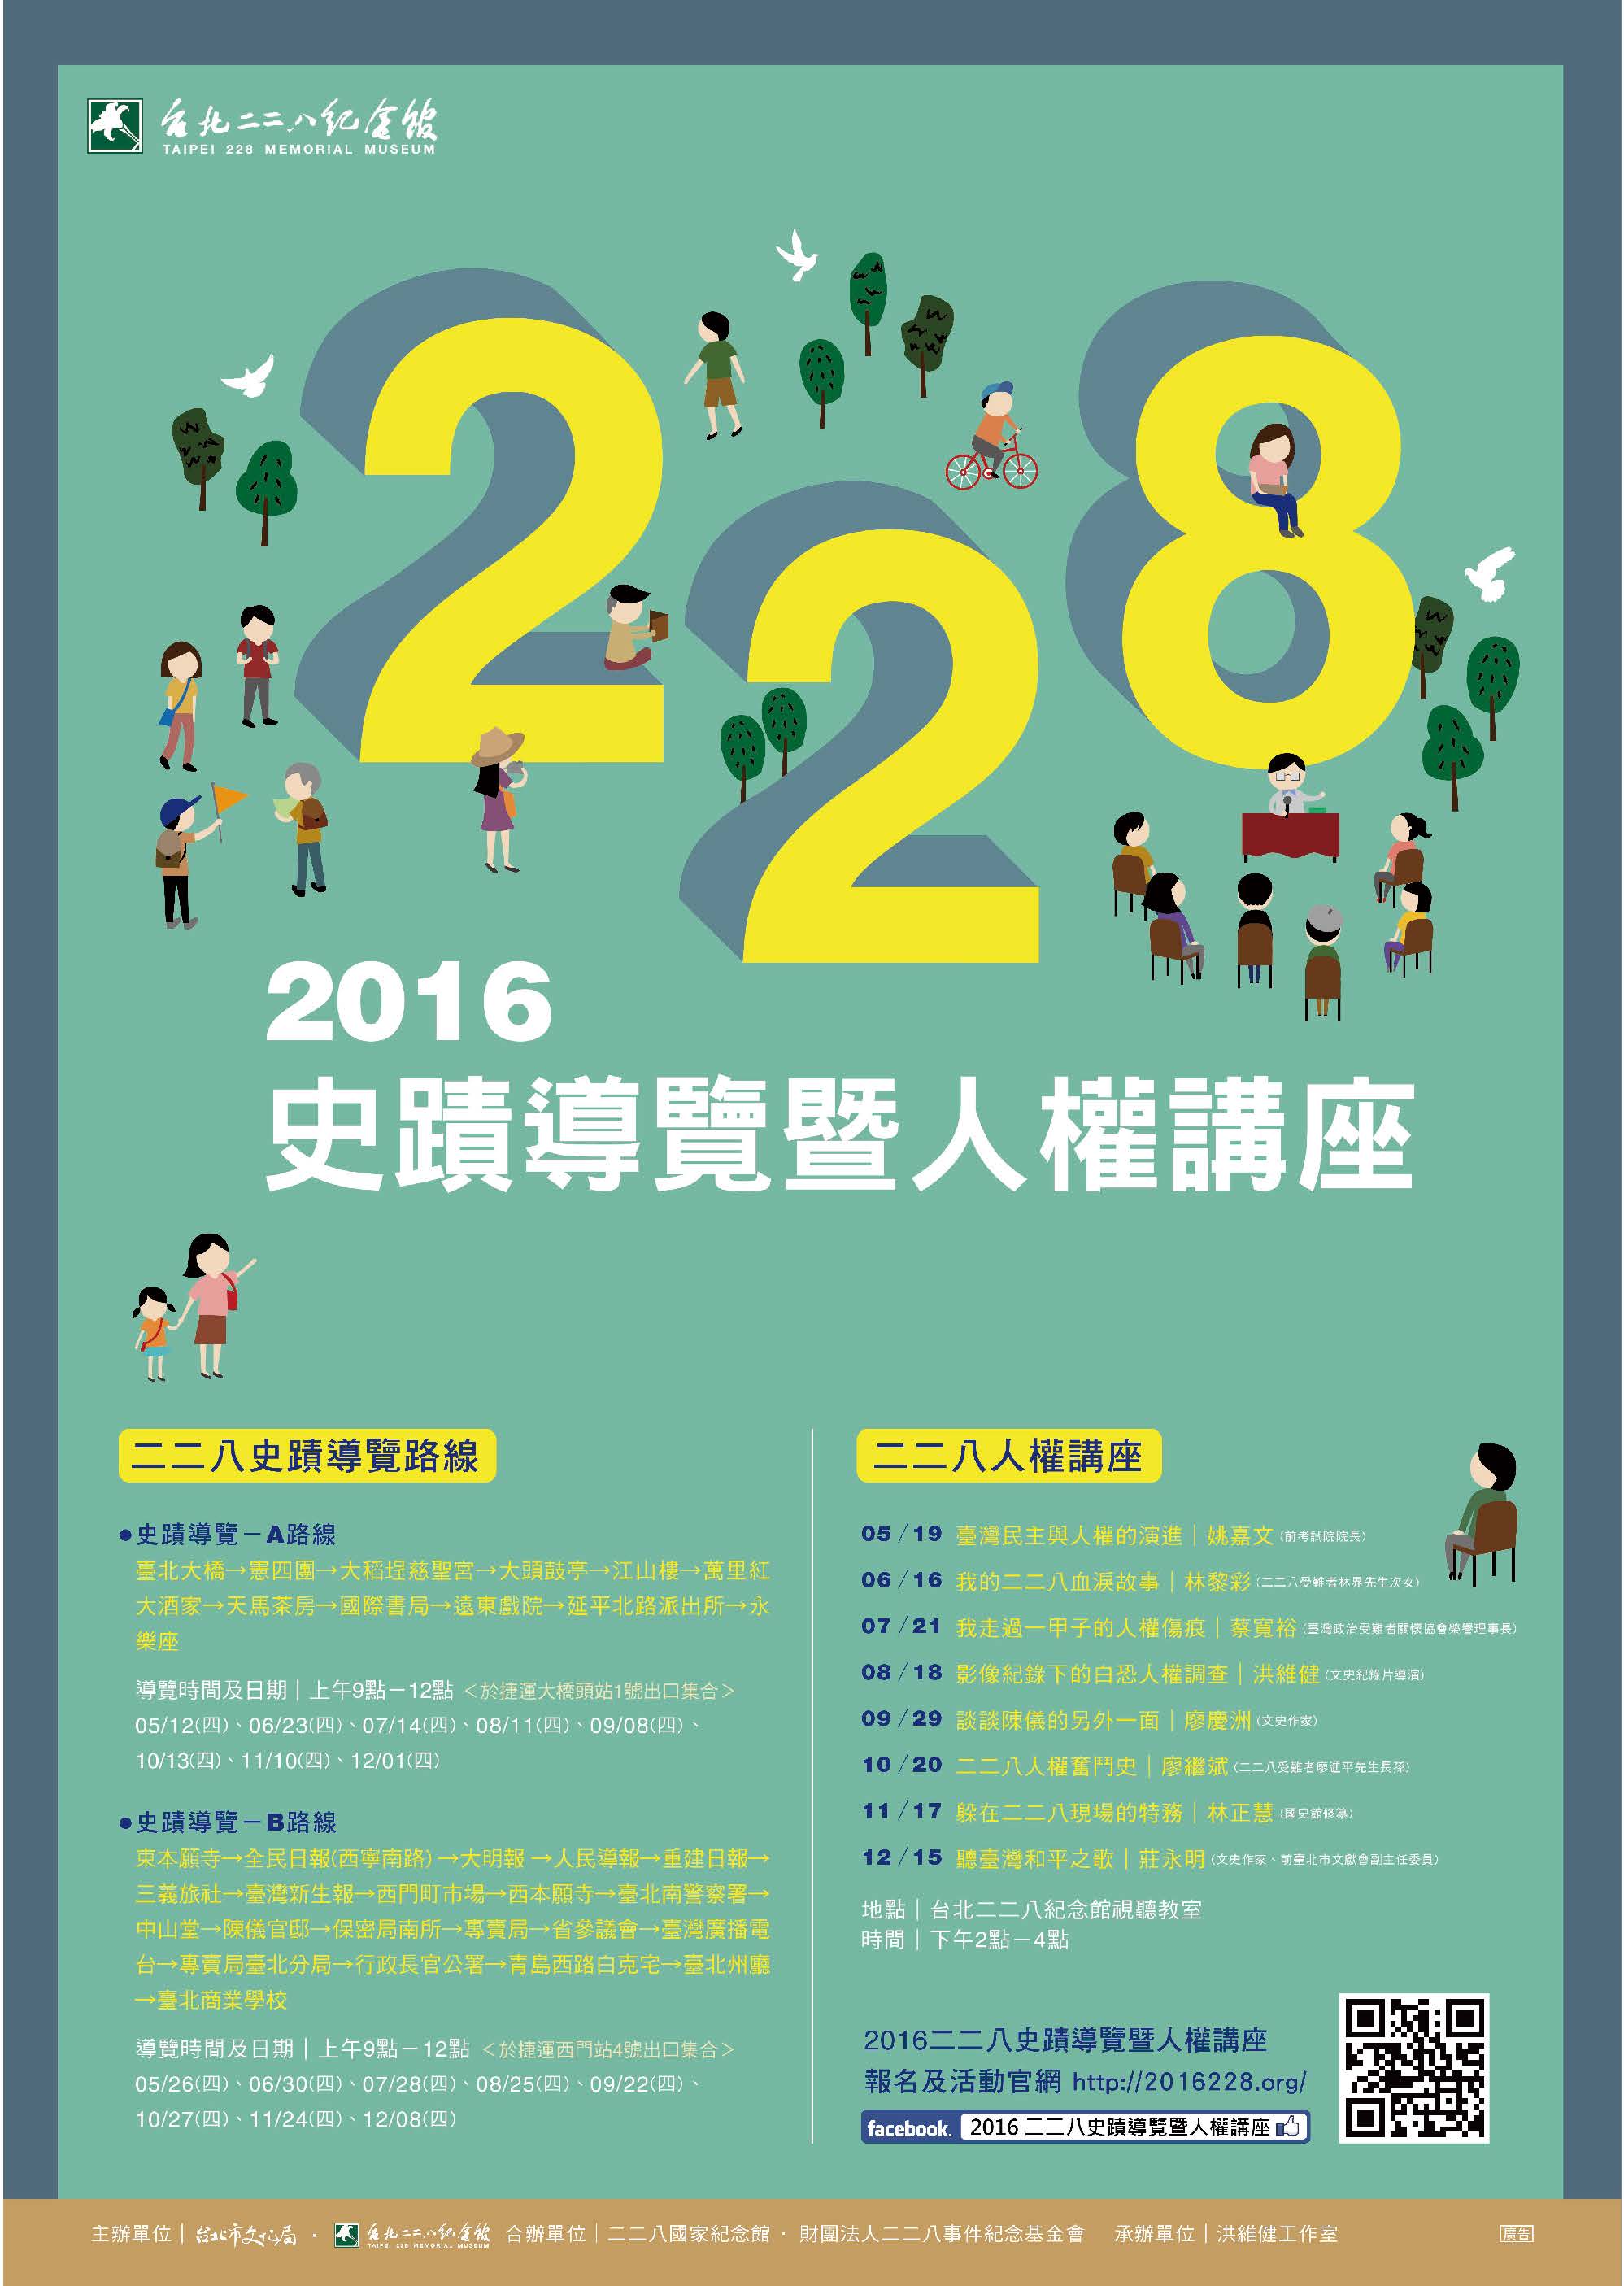 台北二二八紀念館
TAIPEI 228 MEMORIAL MUSEUM
228
2016
史蹟導覽暨人權講座
二二八史蹟導覽路線
●史蹟導覽－A路線
臺北大橋→憲四團→大稻埕慈聖宮→大頭鼓亭→江山樓→萬里紅
大酒家→天馬茶房→國際書局→遠東戲院→延平北路派出所→永
樂座
導覽時間及日期｜上午9點－12點 ＜於捷運大橋頭站1號出口集合＞
05/12(四)、06/23(四)、07/14(四)、08/11(四)、09/08(四)、
10/13(四)、11/10(四)、12/01(四)
●史蹟導覽－B路線
東本願寺→全民日報(西寧南路)→大明報→人民導報→重建日報→
三義旅社→臺灣新生報→西門町市場→西本願寺→臺北南警察署→
中山堂→陳儀官邸→保密局南所→專賣局→省參議會→臺灣廣播電
台→專賣局臺北分局→行政長官公署→青島西路白克宅→臺北州廳
→臺北商業學校
導覽時間及日期｜上午9點－12點 ＜於捷運西門站4號出口集合＞
05/26(四)、06/30(四)、07/28(四)、08/25(四)、09/22(四)、
10/27(四)、11/24(四)、12/08(四)
二二八人權講座
05／19 臺灣民主與人權的演進｜姚嘉文(前考試院院長)
06／16 我的二二八血淚故事｜林黎彩(二二八受難者林界先生次女)
07／21 我走過一甲子的人權傷痕｜蔡寬裕(臺灣政治受難者關懷協會榮譽理事長)
08／18 影像紀錄下的白恐人權調查｜洪維健(文史紀錄片導演)
09／29 談談陳儀的另外一面｜廖慶洲(文史作家)
10／20 二二八人權奮鬥史｜廖繼斌(二二八受難者廖進平先生長孫)
11／17 躲在二二八現場的特務｜林正慧(國史館修纂)
12／15 聽臺灣和平之歌｜莊永明(文史作家、前臺北市文獻會副主任委員)
地點｜台北二二八紀念館視聽教室
時間｜下午2點－4點
2016二二八史蹟導覽暨人權講座
報名及活動官網 http://2016228.org/
facebook. 2016 二二八史蹟導覽暨人權講座
主辦單位｜台北市文化局・台北二二八紀念館 TAIPEI 228 MEMORIAL MUSEUM 合辦單位｜二二八國家紀念館・財團法人二二八事件紀念基金會 承辦單位｜洪維健工作室 廣告